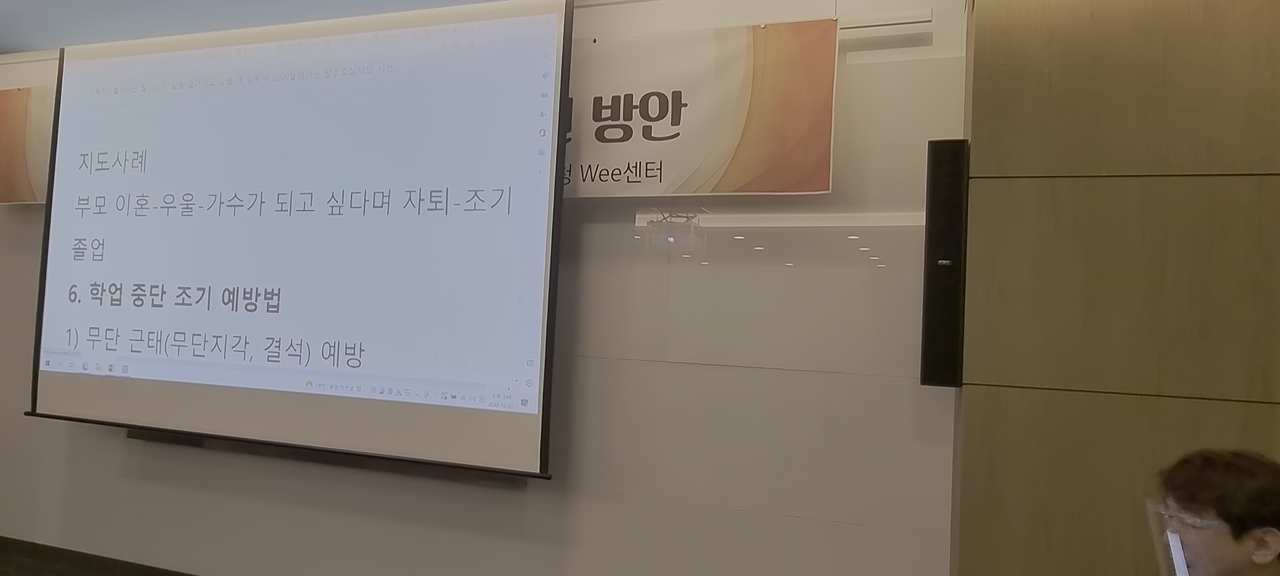 지도사례
부모 이혼-우울-가수가 되고 싶다며 자퇴-조기
졸업
6. 학업 중단 조기 예방법
1) 무단 근태(무단지각, 결석) 예방
방안
Wee센터